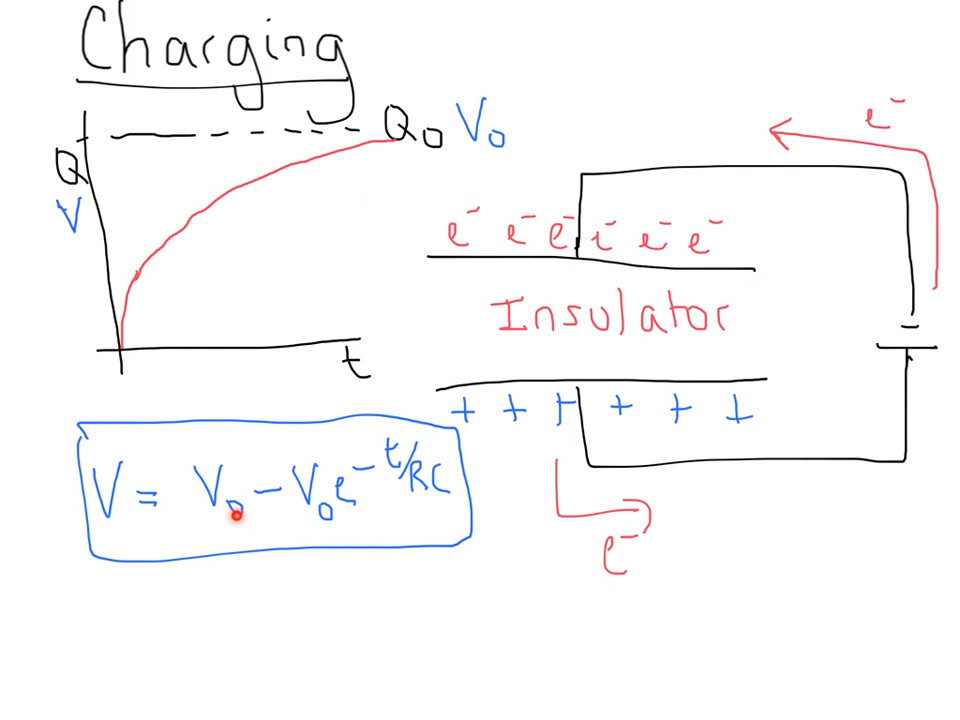 Charging
Q₀ V₀
Q
V
t
e⁻
e⁻ e⁻ e⁻ e⁻ e⁻ e⁻
Insulator
+ + + + + +
e⁻
V = V₀ - V₀e^-t/RC